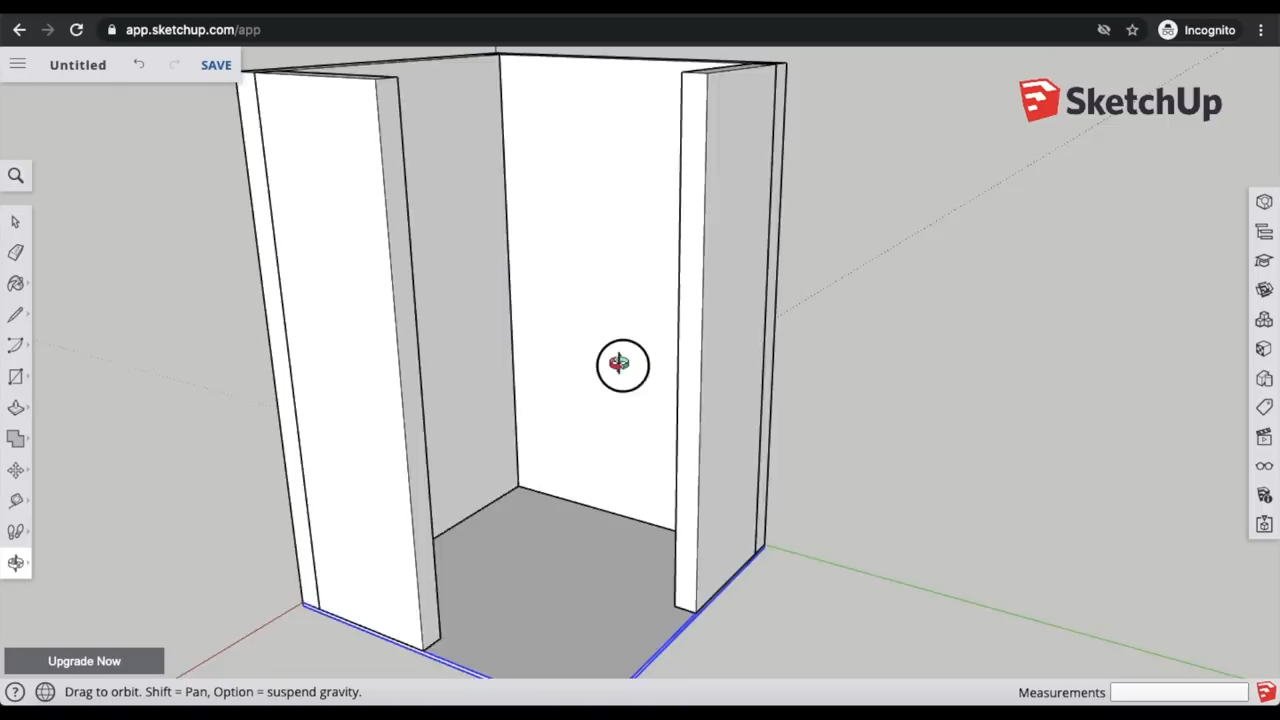 app.sketchup.com/app
Incognito
Untitled
SAVE
SketchUp
Upgrade Now
? Drag to orbit. Shift = Pan, Option = suspend gravity.
Measurements